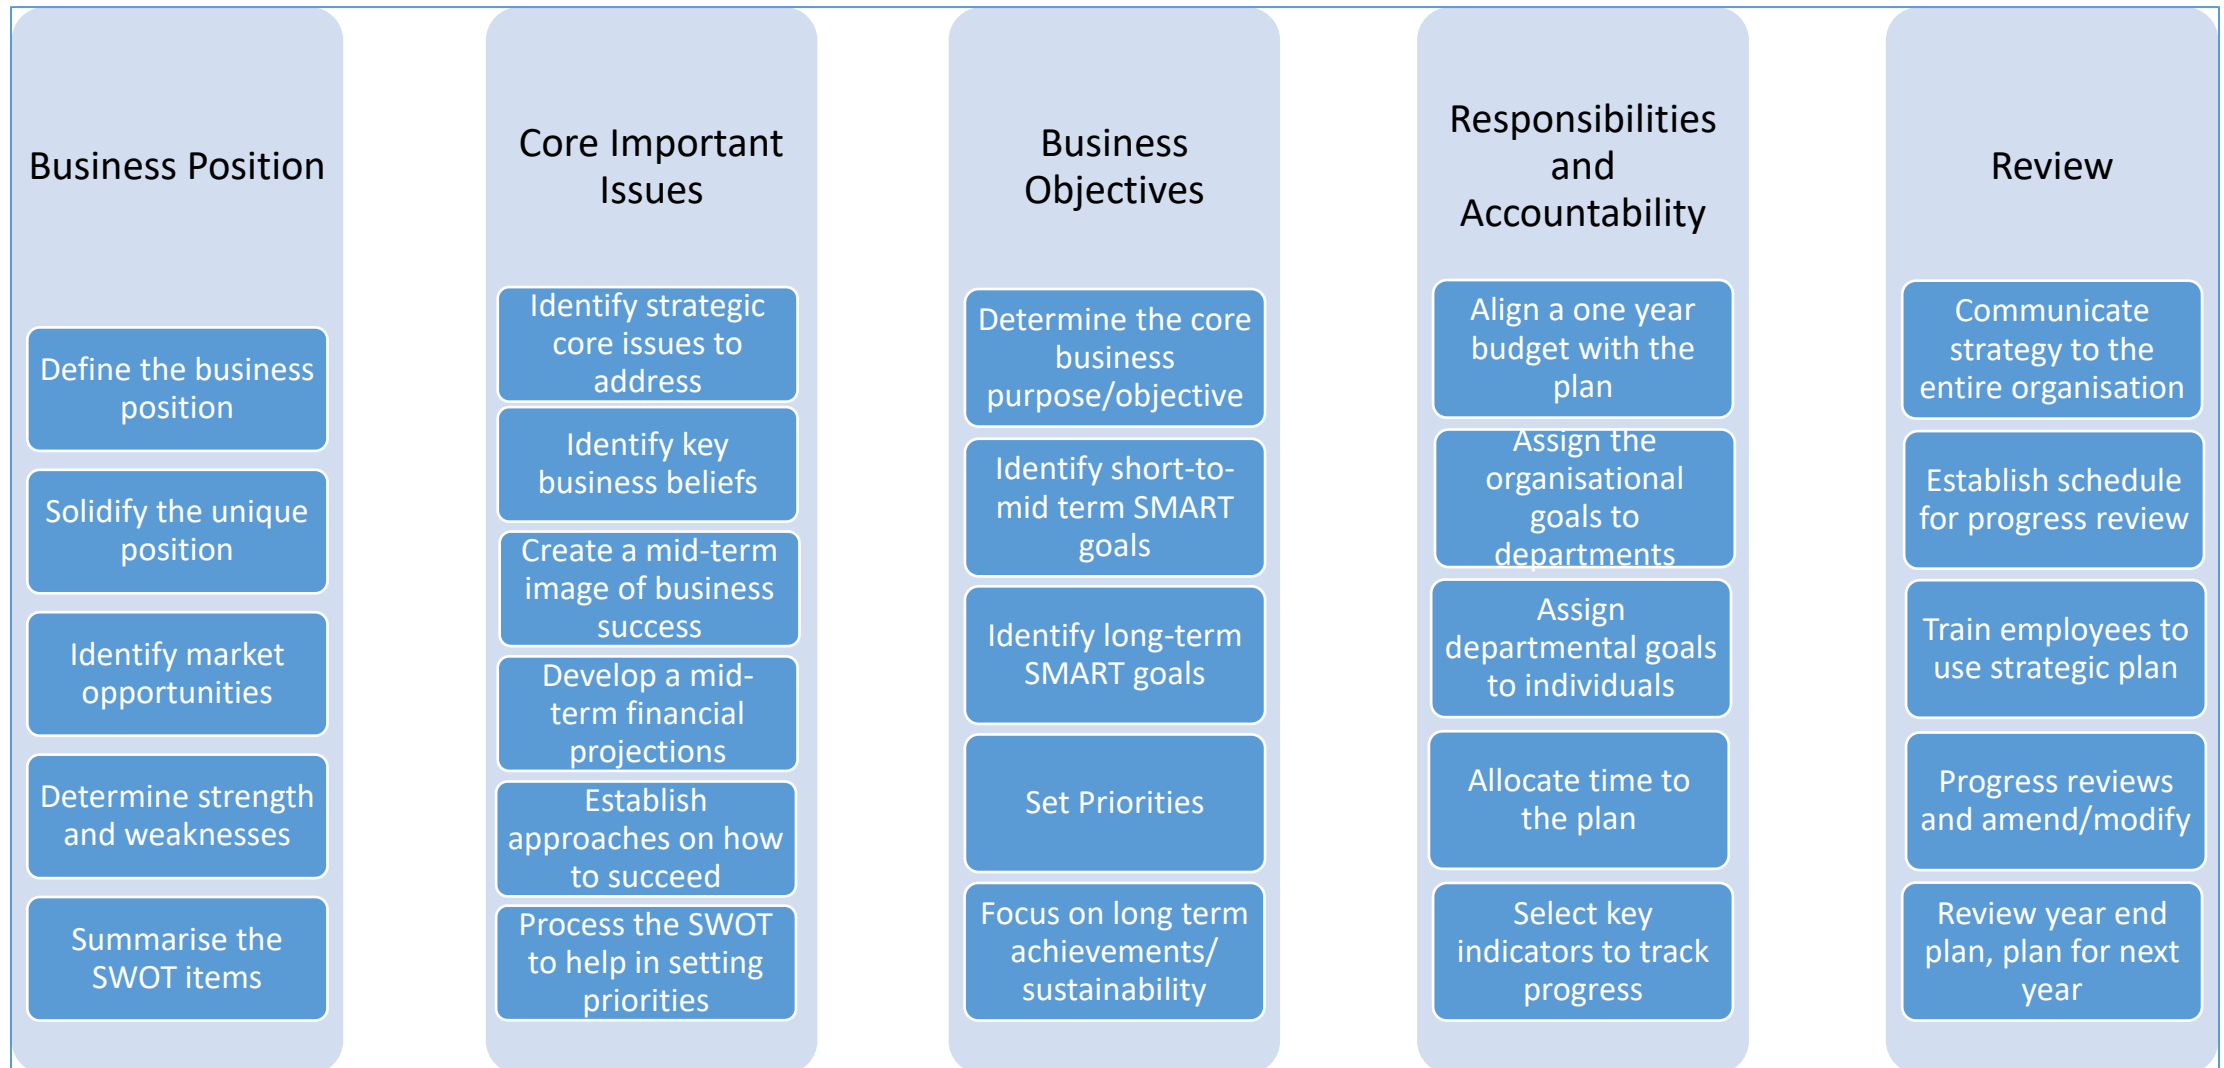 Business Position
Define the business
position
Solidify the unique
position
Identify market
opportunities
Determine strength
and weaknesses
Summarise the
SWOT items
Core Important
Issues
Identify strategic
core issues to
address
Identify key
business beliefs
Create a mid-term
image of business
success
Develop a mid-
term financial
projections
Establish
approaches on how
to succeed
Process the SWOT
to help in setting
priorities
Business
Objectives
Determine the core
business
purpose/objective
Identify short-to-
mid term SMART
goals
Identify long-term
SMART goals
Set Priorities
Focus on long term
achievements/
sustainability
Responsibilities
and
Accountability
Align a one year
budget with the
plan
Assign the
organisational
goals to
departments
Assign
departmental goals
to individuals
Allocate time to
the plan
Select key
indicators to track
progress
Review
Communicate
strategy to the
entire organisation
Establish schedule
for progress review
Train employees to
use strategic plan
Progress reviews
and amend/modify
Review year end
plan, plan for next
year